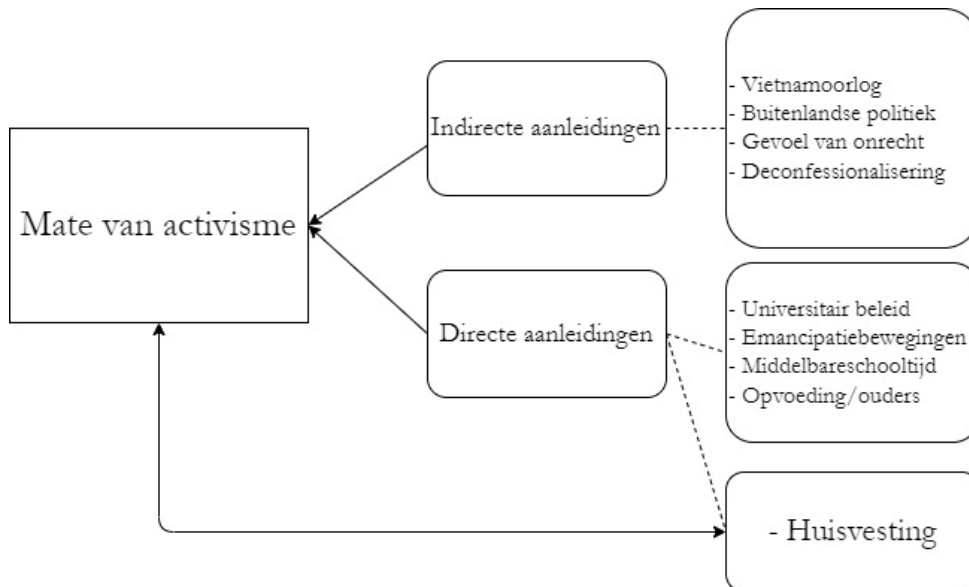 Mate van activisme
Indirecte aanleidingen
- Vietnamoorlog
- Buitenlandse politiek
- Gevoel van onrecht
- Deconfessionalisering
Directe aanleidingen
- Universitair beleid
- Emancipatiebewegingen
- Middelbareschooltijd
- Opvoeding/ouders
- Huisvesting